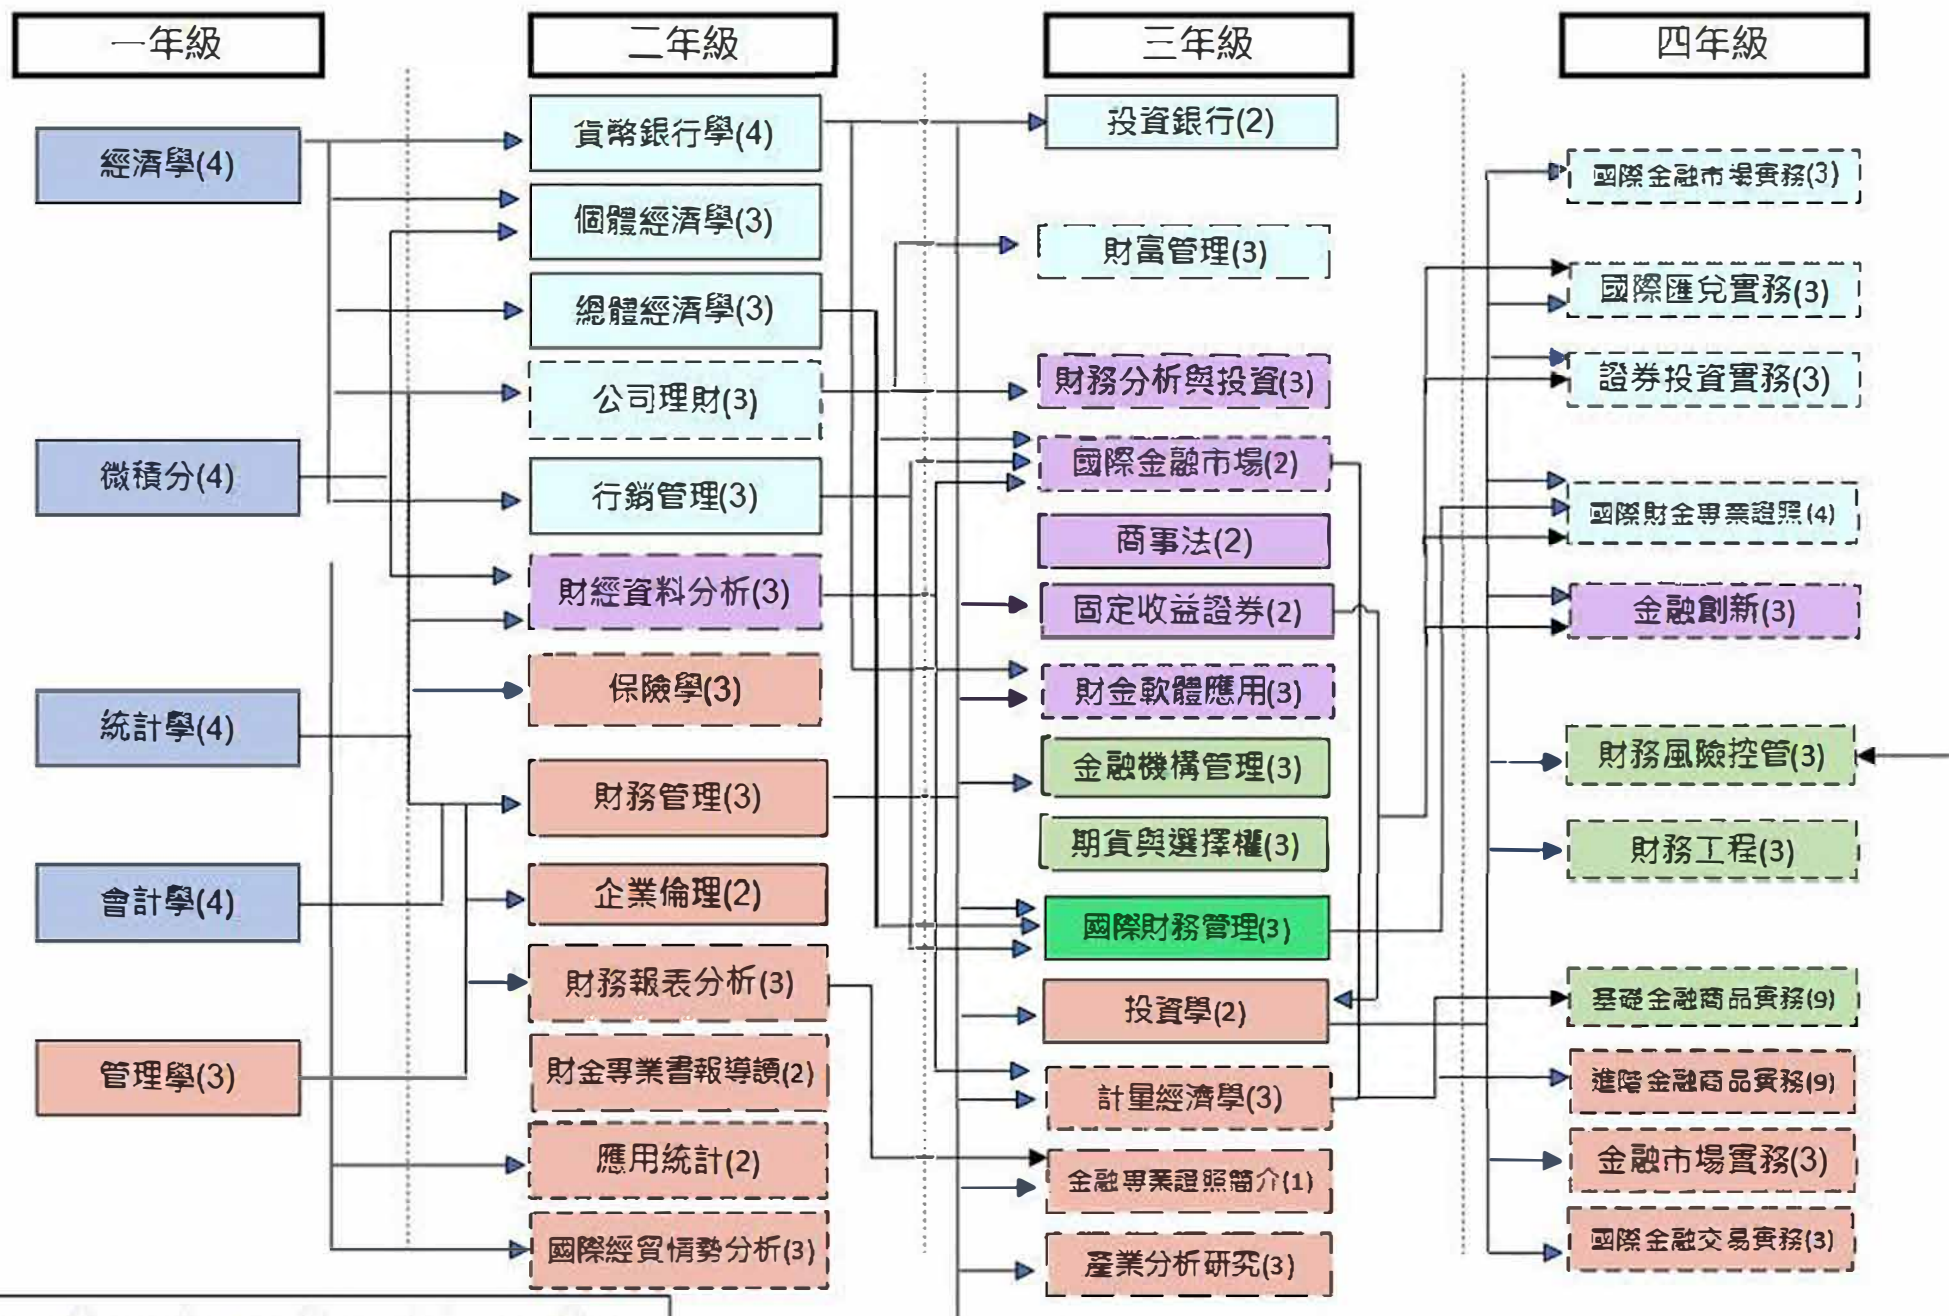 一年級
二年級
三年級
四年級
經濟學(4)
微積分(4)
統計學(4)
會計學(4)
管理學(3)
貨幣銀行學(4)
個體經濟學(3)
總體經濟學(3)
公司理財(3)
行銷管理(3)
財經資料分析(3)
保險學(3)
財務管理(3)
企業倫理(2)
財務報表分析(3)
財金專業書報導讀(2)
應用統計(2)
國際經貿情勢分析(3)
投資銀行(2)
財富管理(3)
財務分析與投資(3)
國際金融市場(2)
商事法(2)
固定收益證券(2)
財金軟體應用(3)
金融機構管理(3)
期貨與選擇權(3)
國際財務管理(3)
投資學(2)
計量經濟學(3)
金融專業證照簡介(1)
產業分析研究(3)
國際金融市場實務(3)
國際匯兌實務(3)
證券投資實務(3)
國際財金專業證照(4)
金融創新(3)
財務風險控管(3)
財務工程(3)
基礎金融商品實務(9)
進階金融商品實務(9)
金融市場實務(3)
國際金融交易實務(3)